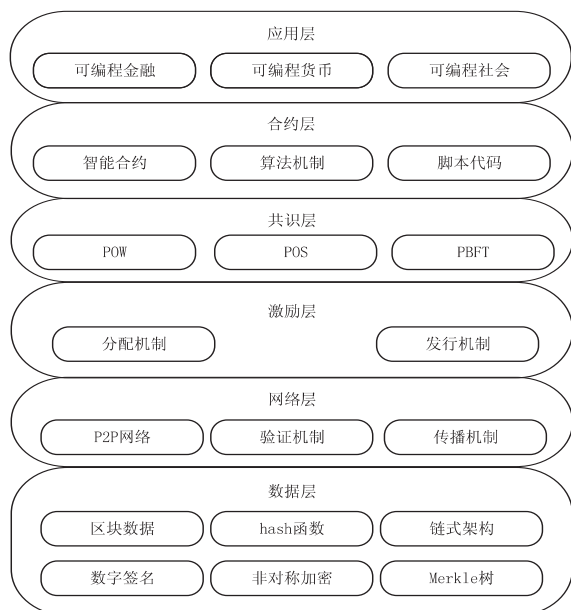 应用层
可编程金融 可编程货币 可编程社会
合约层
智能合约 算法机制 脚本代码
共识层
POW POS PBFT
激励层
分配机制 发行机制
网络层
P2P网络 验证机制 传播机制
数据层
区块数据 hash函数 链式架构
数字签名 非对称加密 Merkle树